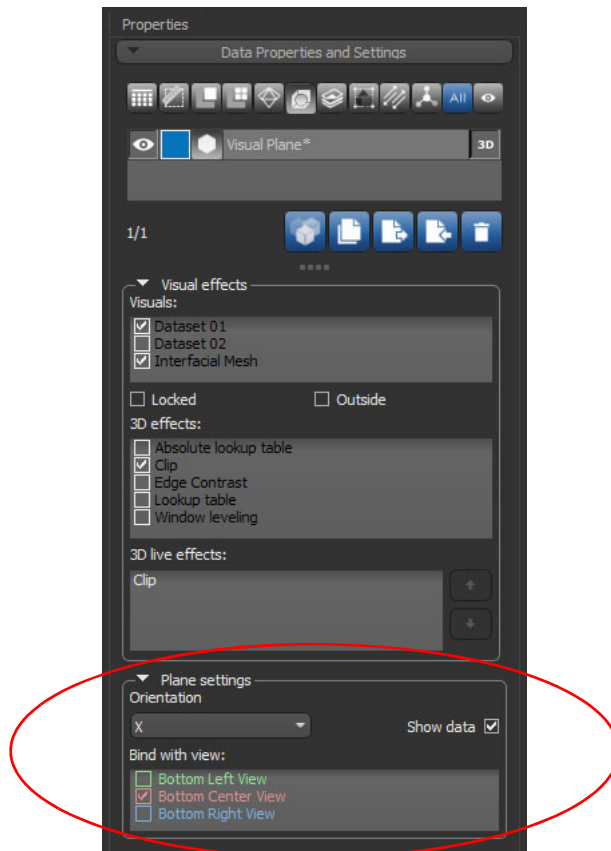 Properties
Data Properties and Settings
All
Visual Plane*
3D
1/1
Visual effects
Visuals:
Dataset 01
Dataset 02
Interfacial Mesh
Locked Outside
3D effects:
Absolute lookup table
Clip
Edge Contrast
Lookup table
Window leveling
3D live effects:
Clip
Plane settings
Orientation
X Show data
Bind with view:
Bottom Left View
Bottom Center View
Bottom Right View